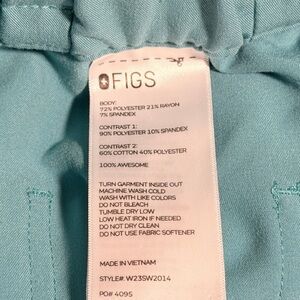 FIGS
BODY:
72% POLYESTER 21% RAYON
7% SPANDEX
CONTRAST 1:
90% POLYESTER 10% SPANDEX
CONTRAST 2:
60% COTTON 40% POLYESTER
100% AWESOME
TURN GARMENT INSIDE OUT
MACHINE WASH COLD
WASH WITH LIKE COLORS
DO NOT BLEACH
TUMBLE DRY LOW
LOW HEAT IRON IF NEEDED
DO NOT DRY CLEAN
DO NOT USE FABRIC SOFTENER
MADE IN VIETNAM
STYLE#: W23SW2014
PO# 4095